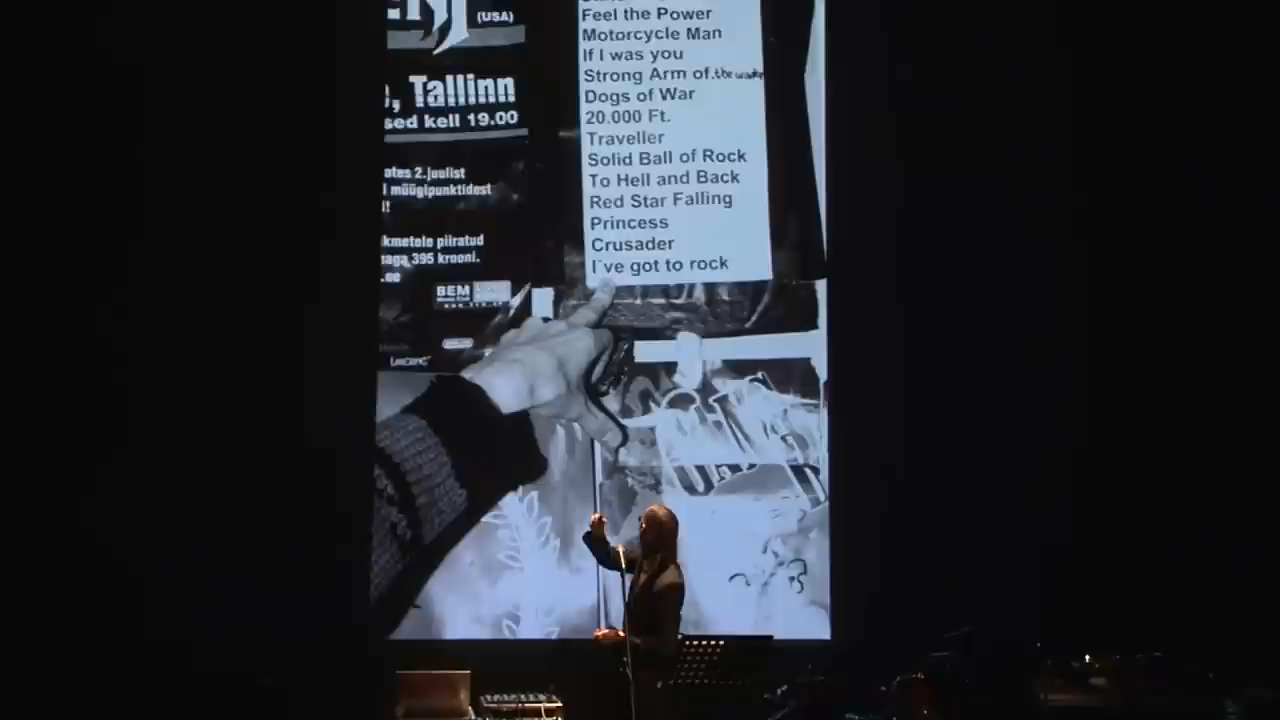 (USA)
, Tallinn
sed kell 19.00
ates 2.juulist
müügipunktidest
kmetele piiratud
aga 395 krooni.
.ee
BEM
Feel the Power
Motorcycle Man
If I was you
Strong Arm of the
Dogs of War
20.000 Ft.
Traveller
Solid Ball of Rock
To Hell and Back
Red Star Falling
Princess
Crusader
I´ve got to rock